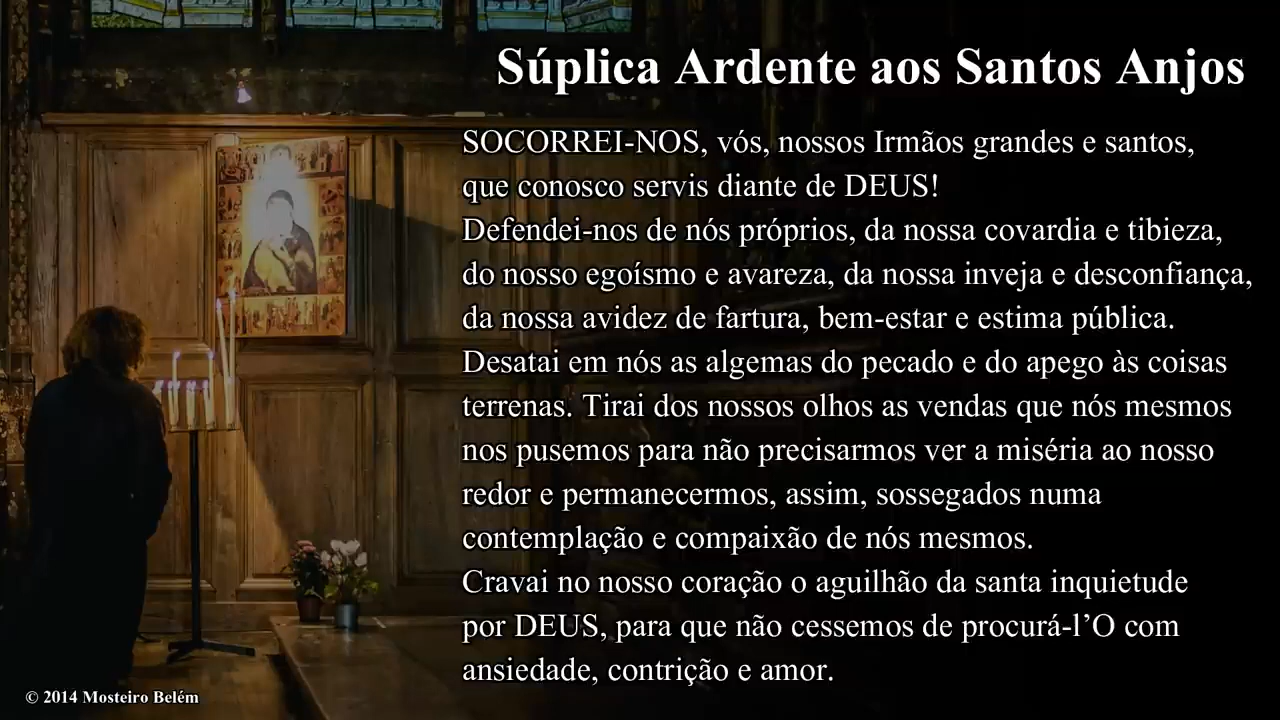 Súplica Ardente aos Santos Anjos
SOCORREI-NOS, vós, nossos Irmãos grandes e santos,
que conosco servis diante de DEUS!
Defendei-nos de nós próprios, da nossa covardia e tibieza,
do nosso egoísmo e avareza, da nossa inveja e desconfiança,
da nossa avidez de fartura, bem-estar e estima pública.
Desatai em nós as algemas do pecado e do apego às coisas
terrenas. Tirai dos nossos olhos as vendas que nós mesmos
nos pusemos para não precisarmos ver a miséria ao nosso
redor e permanecermos, assim, sossegados numa
contemplação e compaixão de nós mesmos.
Cravai no nosso coração o aguilhão da santa inquietude
por DEUS, para que não cessemos de procurá-l’O com
ansiedade, contrição e amor.
© 2014 Mosteiro Belém